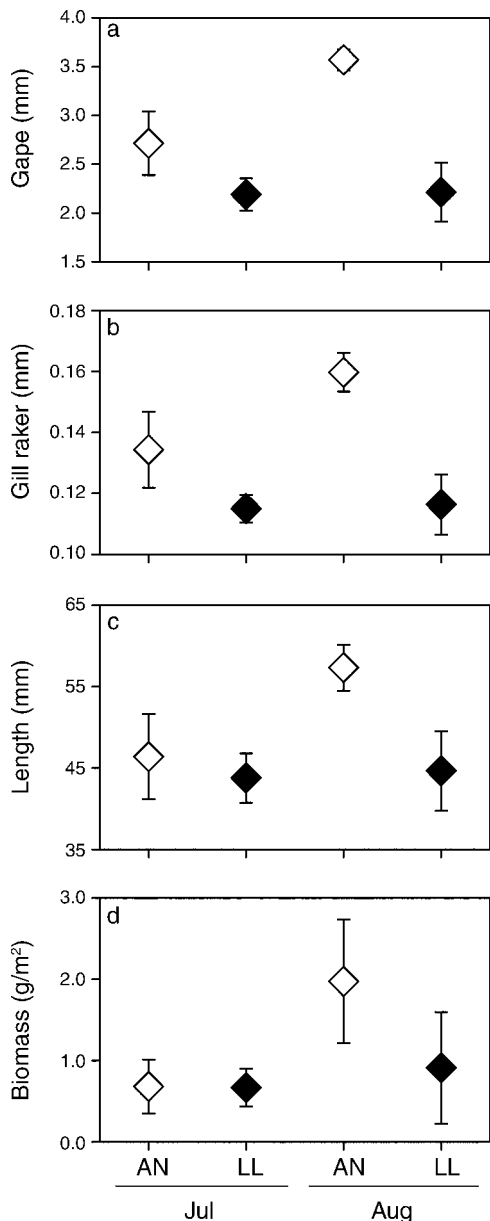 a
4.0
3.5
3.0
2.5
2.0
1.5
Gape (mm)
b
0.18
0.16
0.14
0.12
0.10
Gill raker (mm)
c
65
55
45
35
Length (mm)
d
3.0
2.0
1.0
0.0
Biomass (g/m²)
AN LL AN LL
Jul Aug